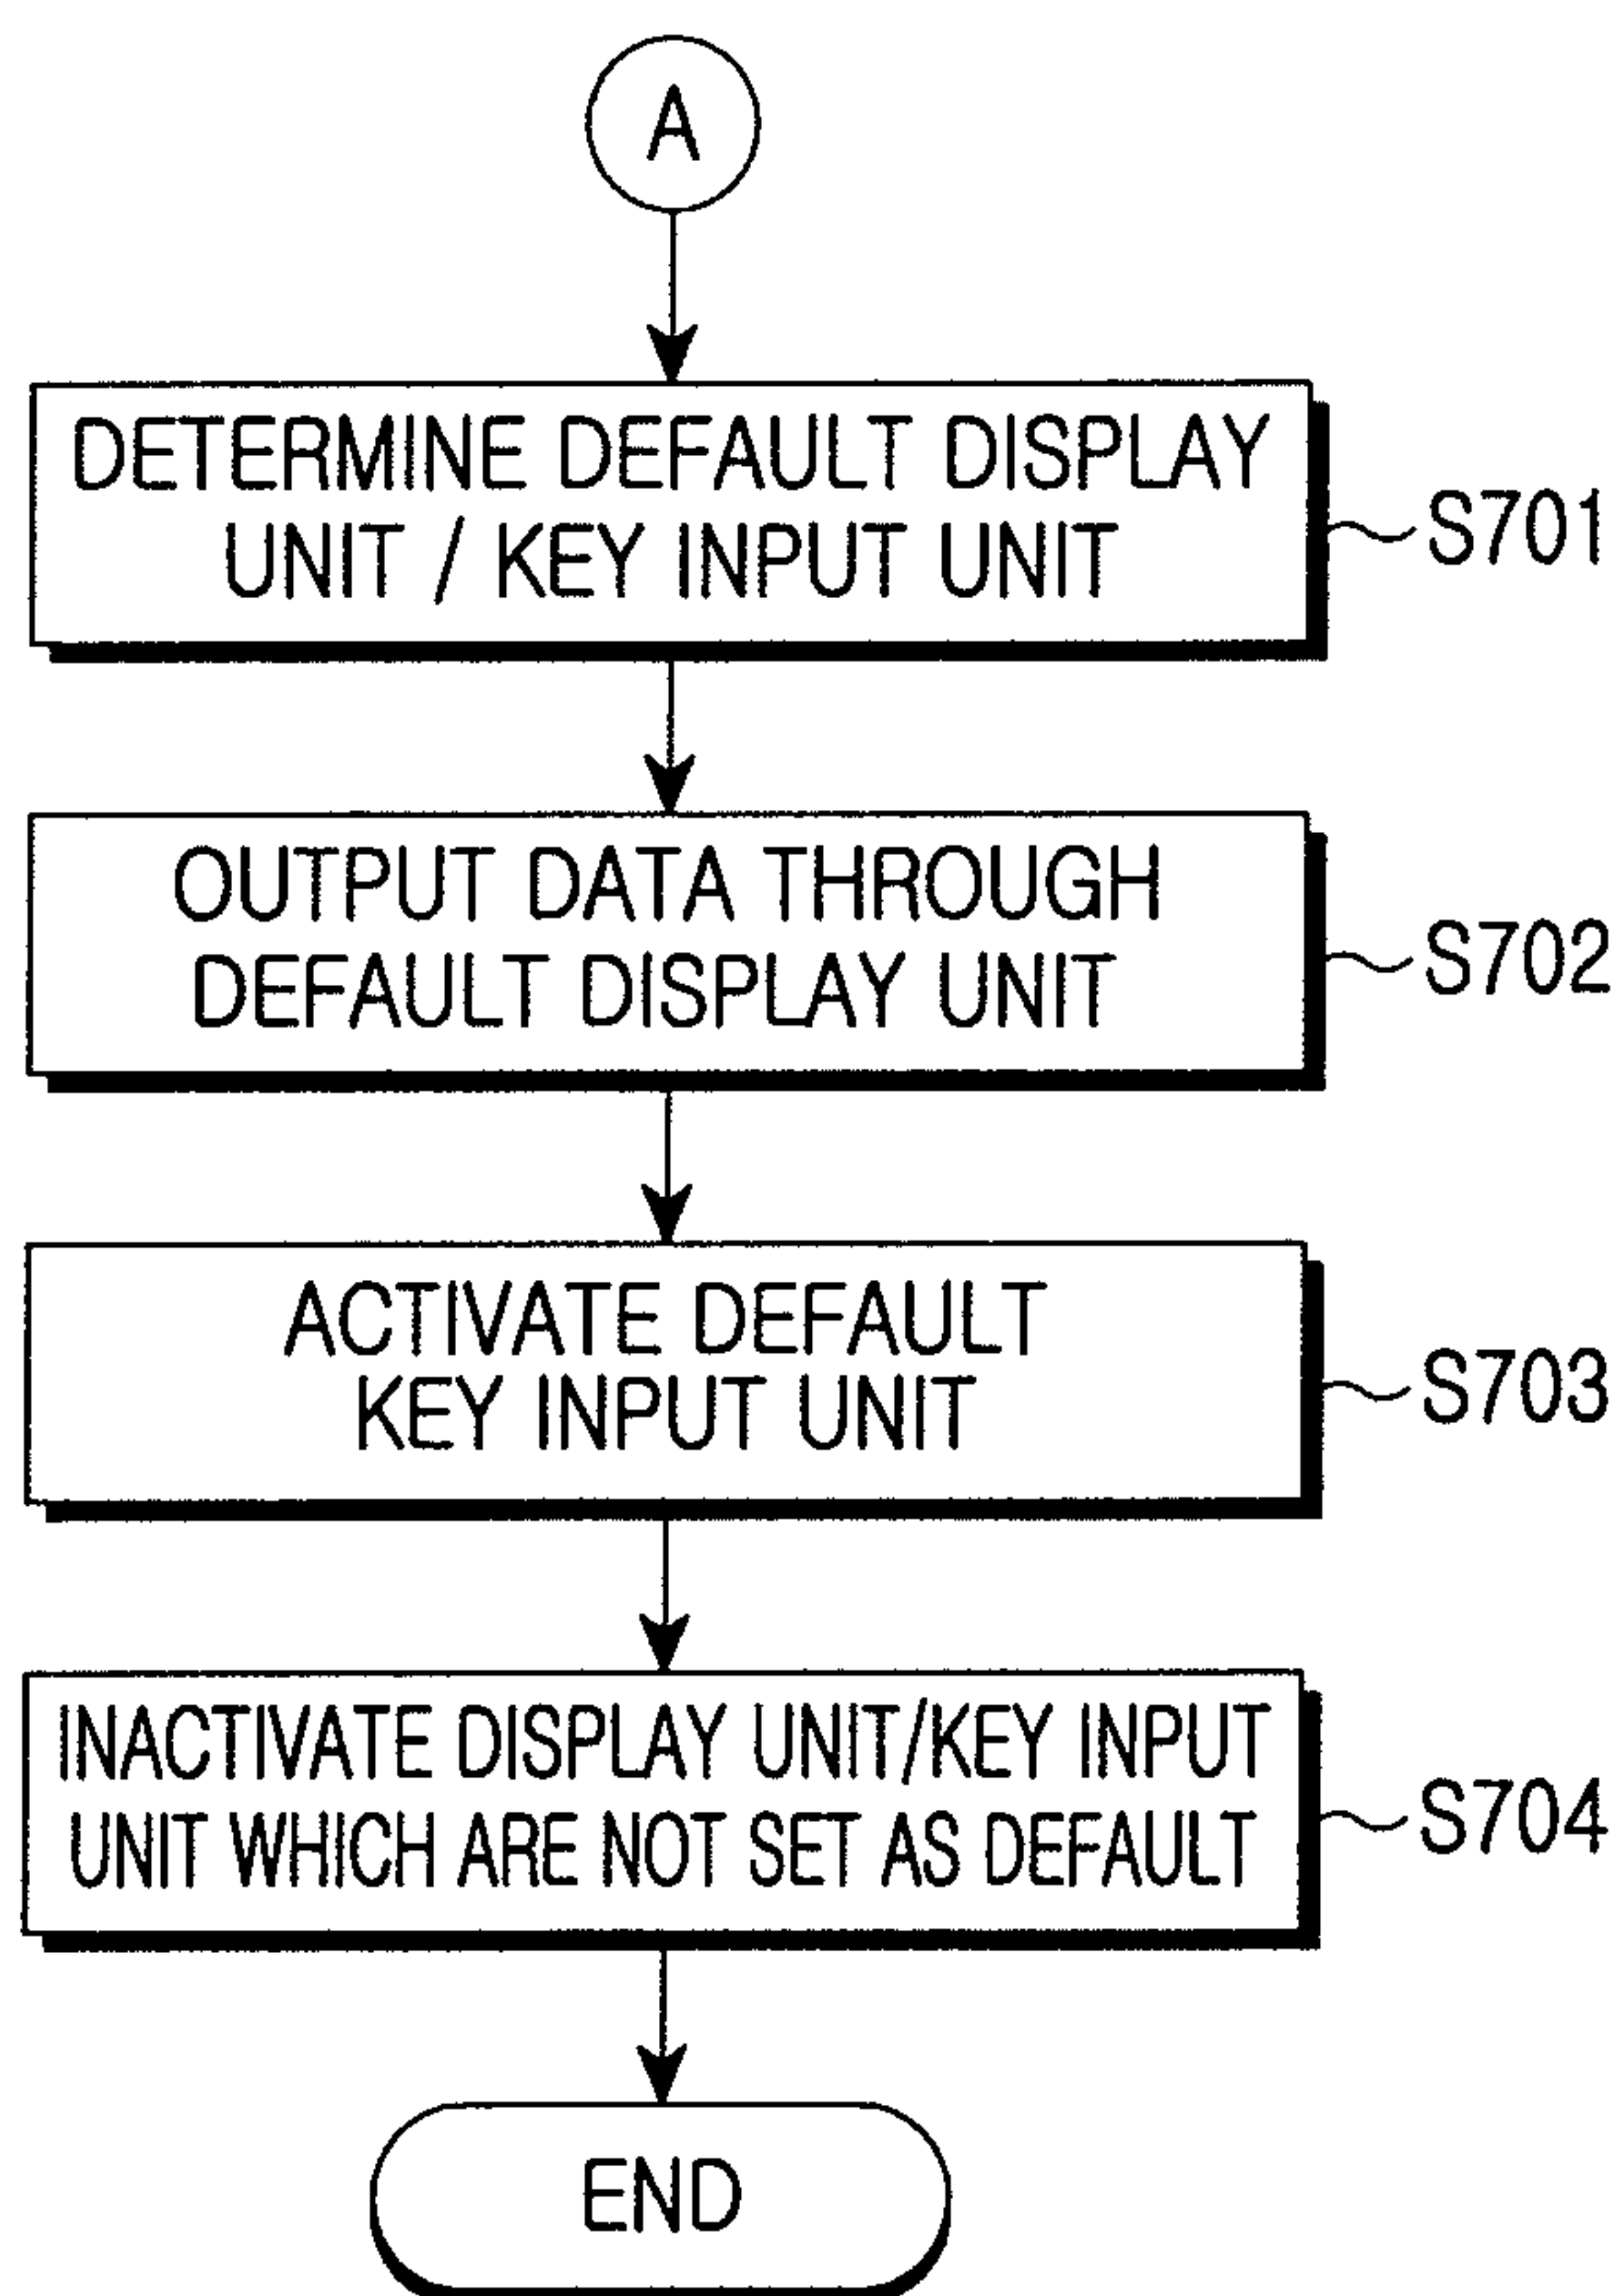 A
DETERMINE DEFAULT DISPLAY
UNIT / KEY INPUT UNIT
S701
OUTPUT DATA THROUGH
DEFAULT DISPLAY UNIT
S702
ACTIVATE DEFAULT
KEY INPUT UNIT
S703
INACTIVATE DISPLAY UNIT/KEY INPUT
UNIT WHICH ARE NOT SET AS DEFAULT
S704
END